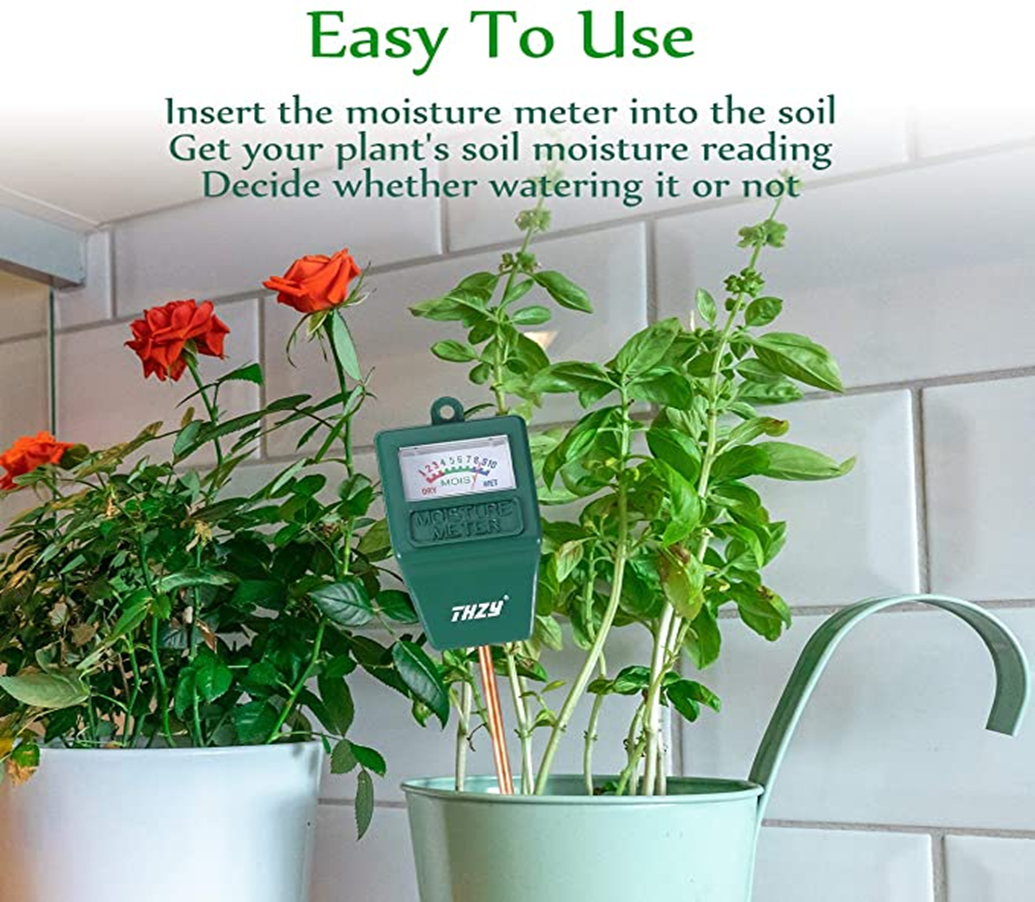 Easy To Use
Insert the moisture meter into the soil
Get your plant's soil moisture reading
Decide whether watering it or not
1 2 3 4 5 6 7 8 9 10
MOIST
DRY WET
MOISTURE
METER
THZY®